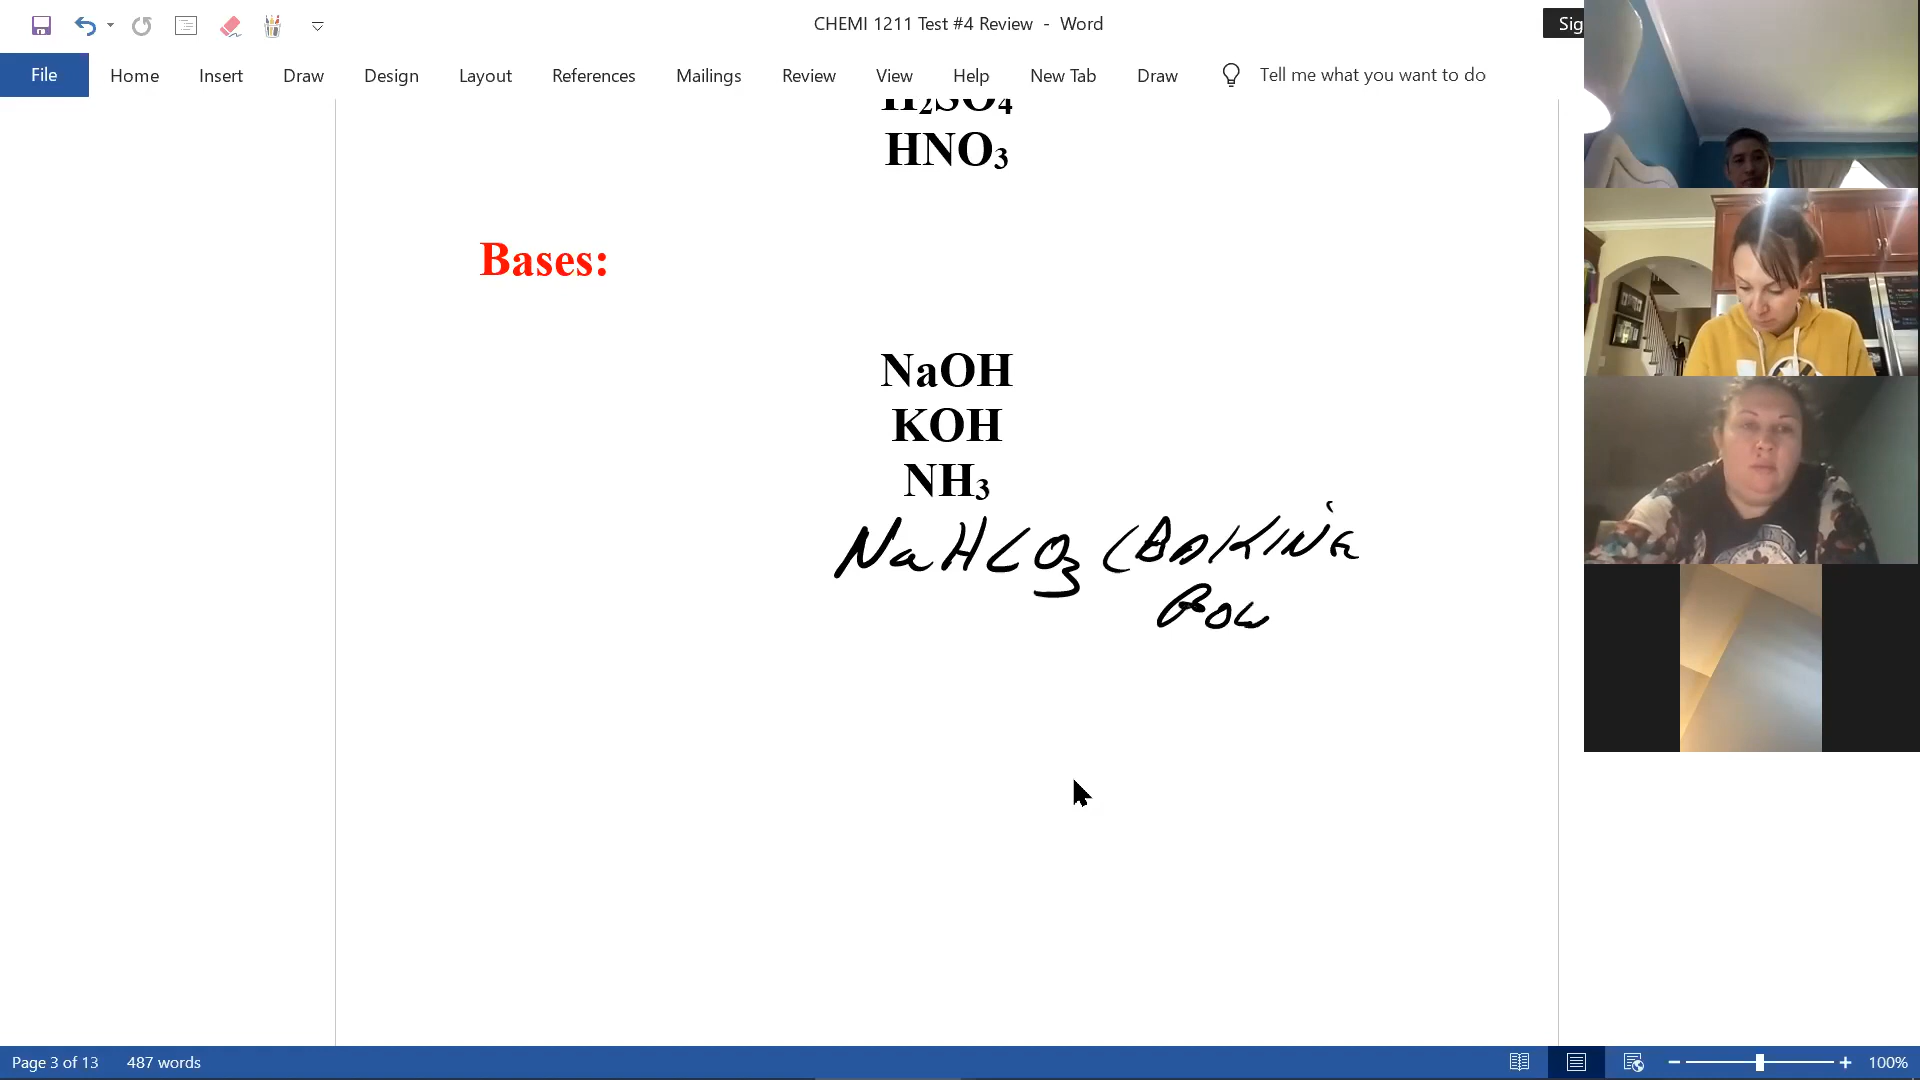 CHEMI 1211 Test #4 Review - Word
Sig
File Home Insert Draw Design Layout References Mailings Review View Help New Tab Draw Tell me what you want to do
H₂SO₄
HNO₃
Bases:
NaOH
KOH
NH₃
NaHCO₃ (BAKING
POW
Page 3 of 13 487 words
100%